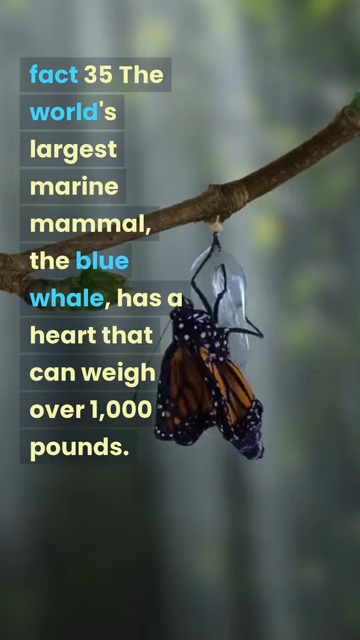 fact 35 The
world's
largest
marine
mammal,
the blue
whale, has a
heart that
can weigh
over 1,000
pounds.